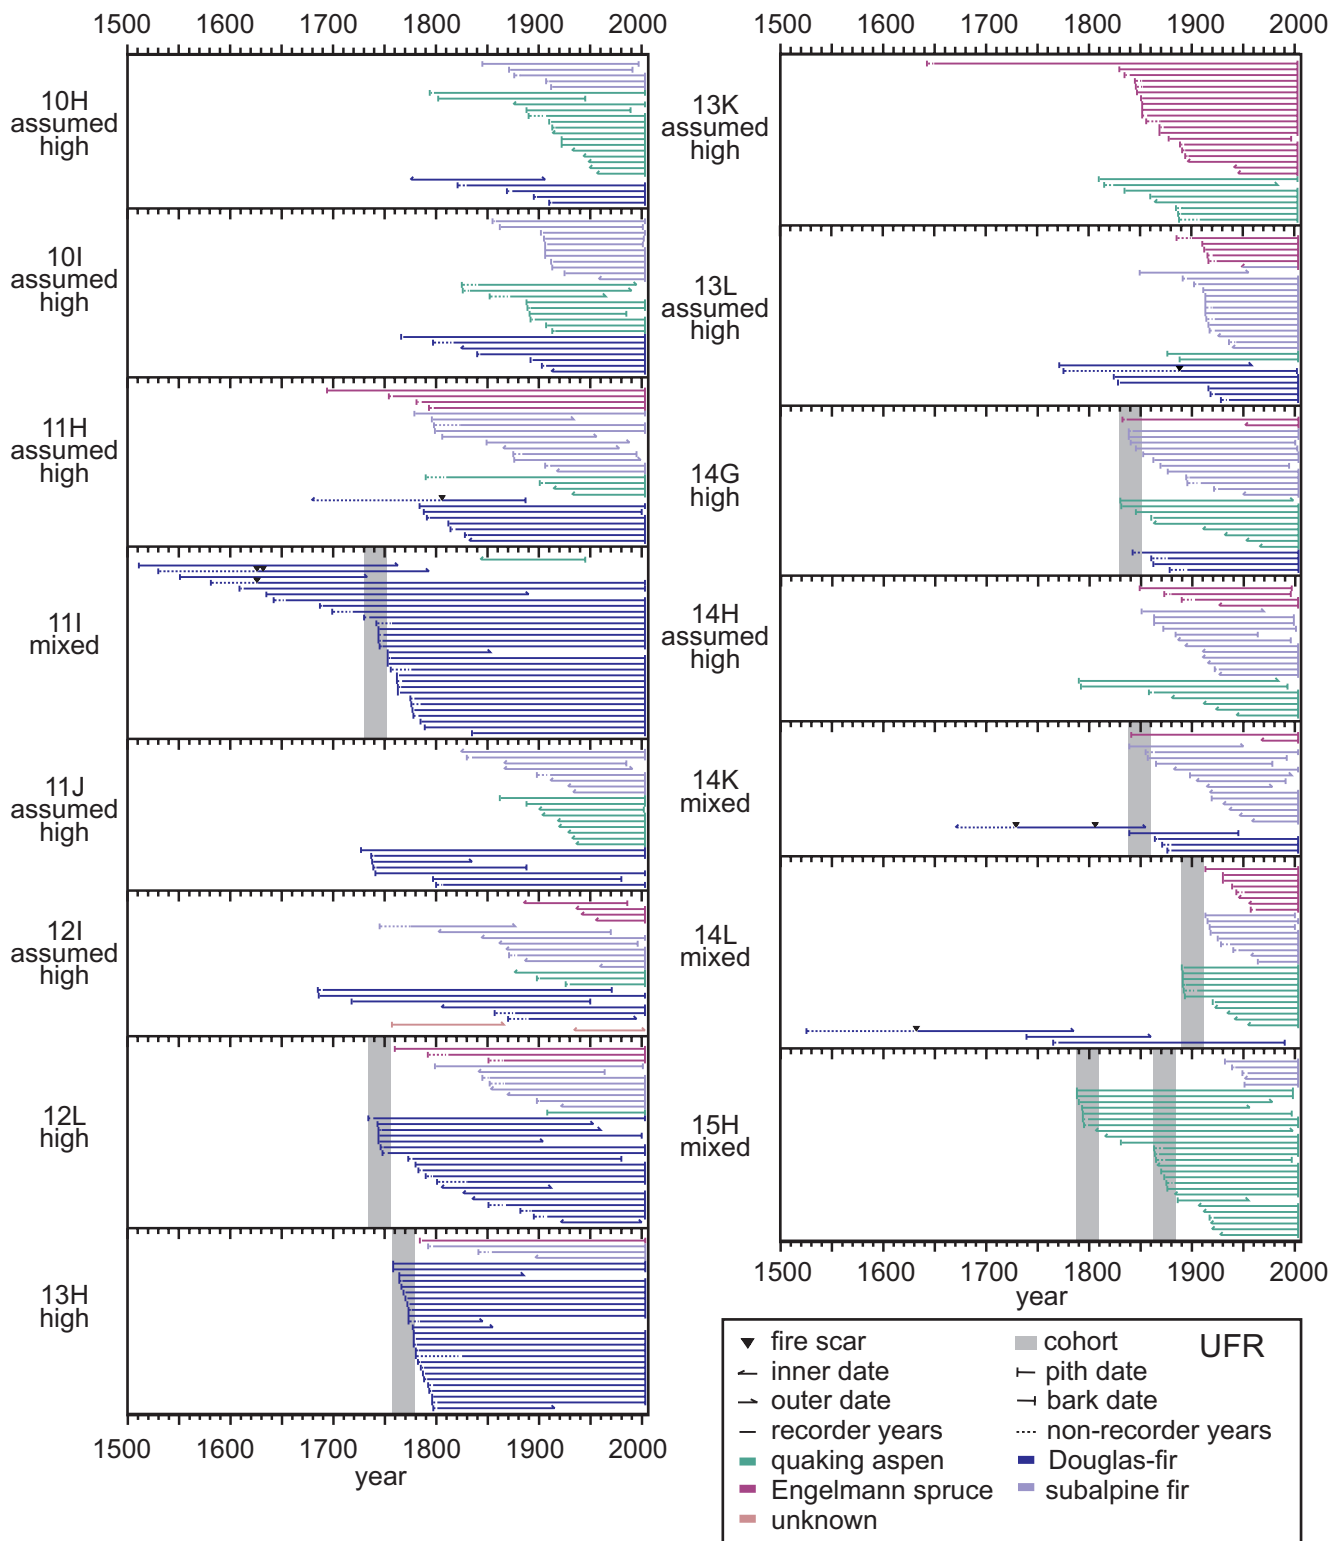 1500 1600 1700 1800 1900 2000
10H
assumed
high
10I
assumed
high
11H
assumed
high
11I
mixed
11J
assumed
high
12I
assumed
high
12L
high
13H
high
1500 1600 1700 1800 1900 2000
year
1500 1600 1700 1800 1900 2000
13K
assumed
high
13L
assumed
high
14G
high
14H
assumed
high
14K
mixed
14L
mixed
15H
mixed
1500 1600 1700 1800 1900 2000
year
fire scar
cohort
UFR
inner date
pith date
outer date
bark date
recorder years
non-recorder years
quaking aspen
Douglas-fir
Engelmann spruce
subalpine fir
unknown